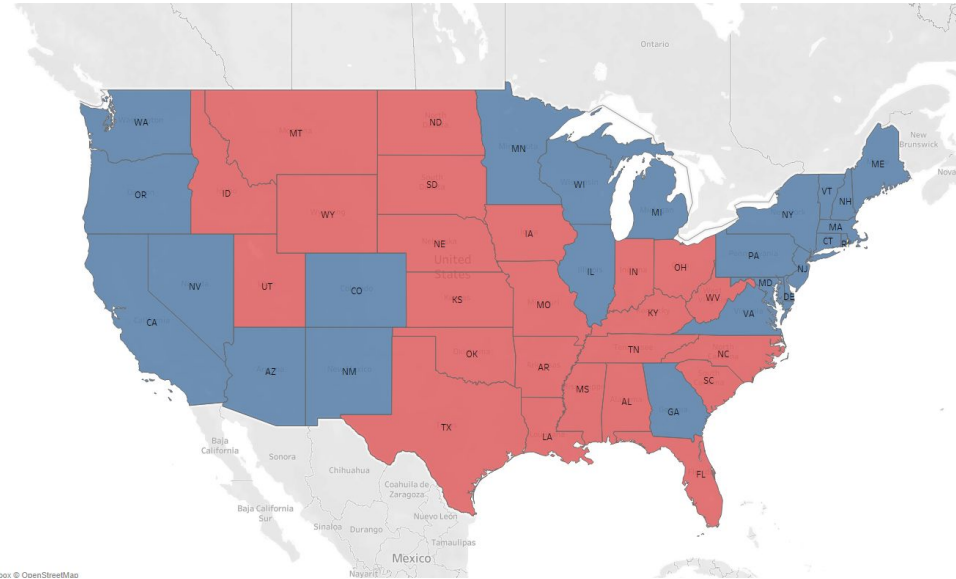 Ontario
New
Brunswick
Nova
WA
MT
ND
MN
ME
OR
ID
SD
WI
VT
NH
WY
MI
NY
MA
CT
IA
NE
PA
NJ
United
States
NV
UT
CO
KS
MO
IL
IN
OH
MD
DE
WV
VA
CA
KY
AZ
NM
OK
AR
TN
NC
SC
MS
AL
GA
TX
LA
FL
Baja
California
Sonora
Chihuahua
Coahuila de
Zaragoza
Baja California
Sur
Nuevo León
Sinaloa
Durango
Tamaulipas
Mexico
Nayarit
© OpenStreetMap